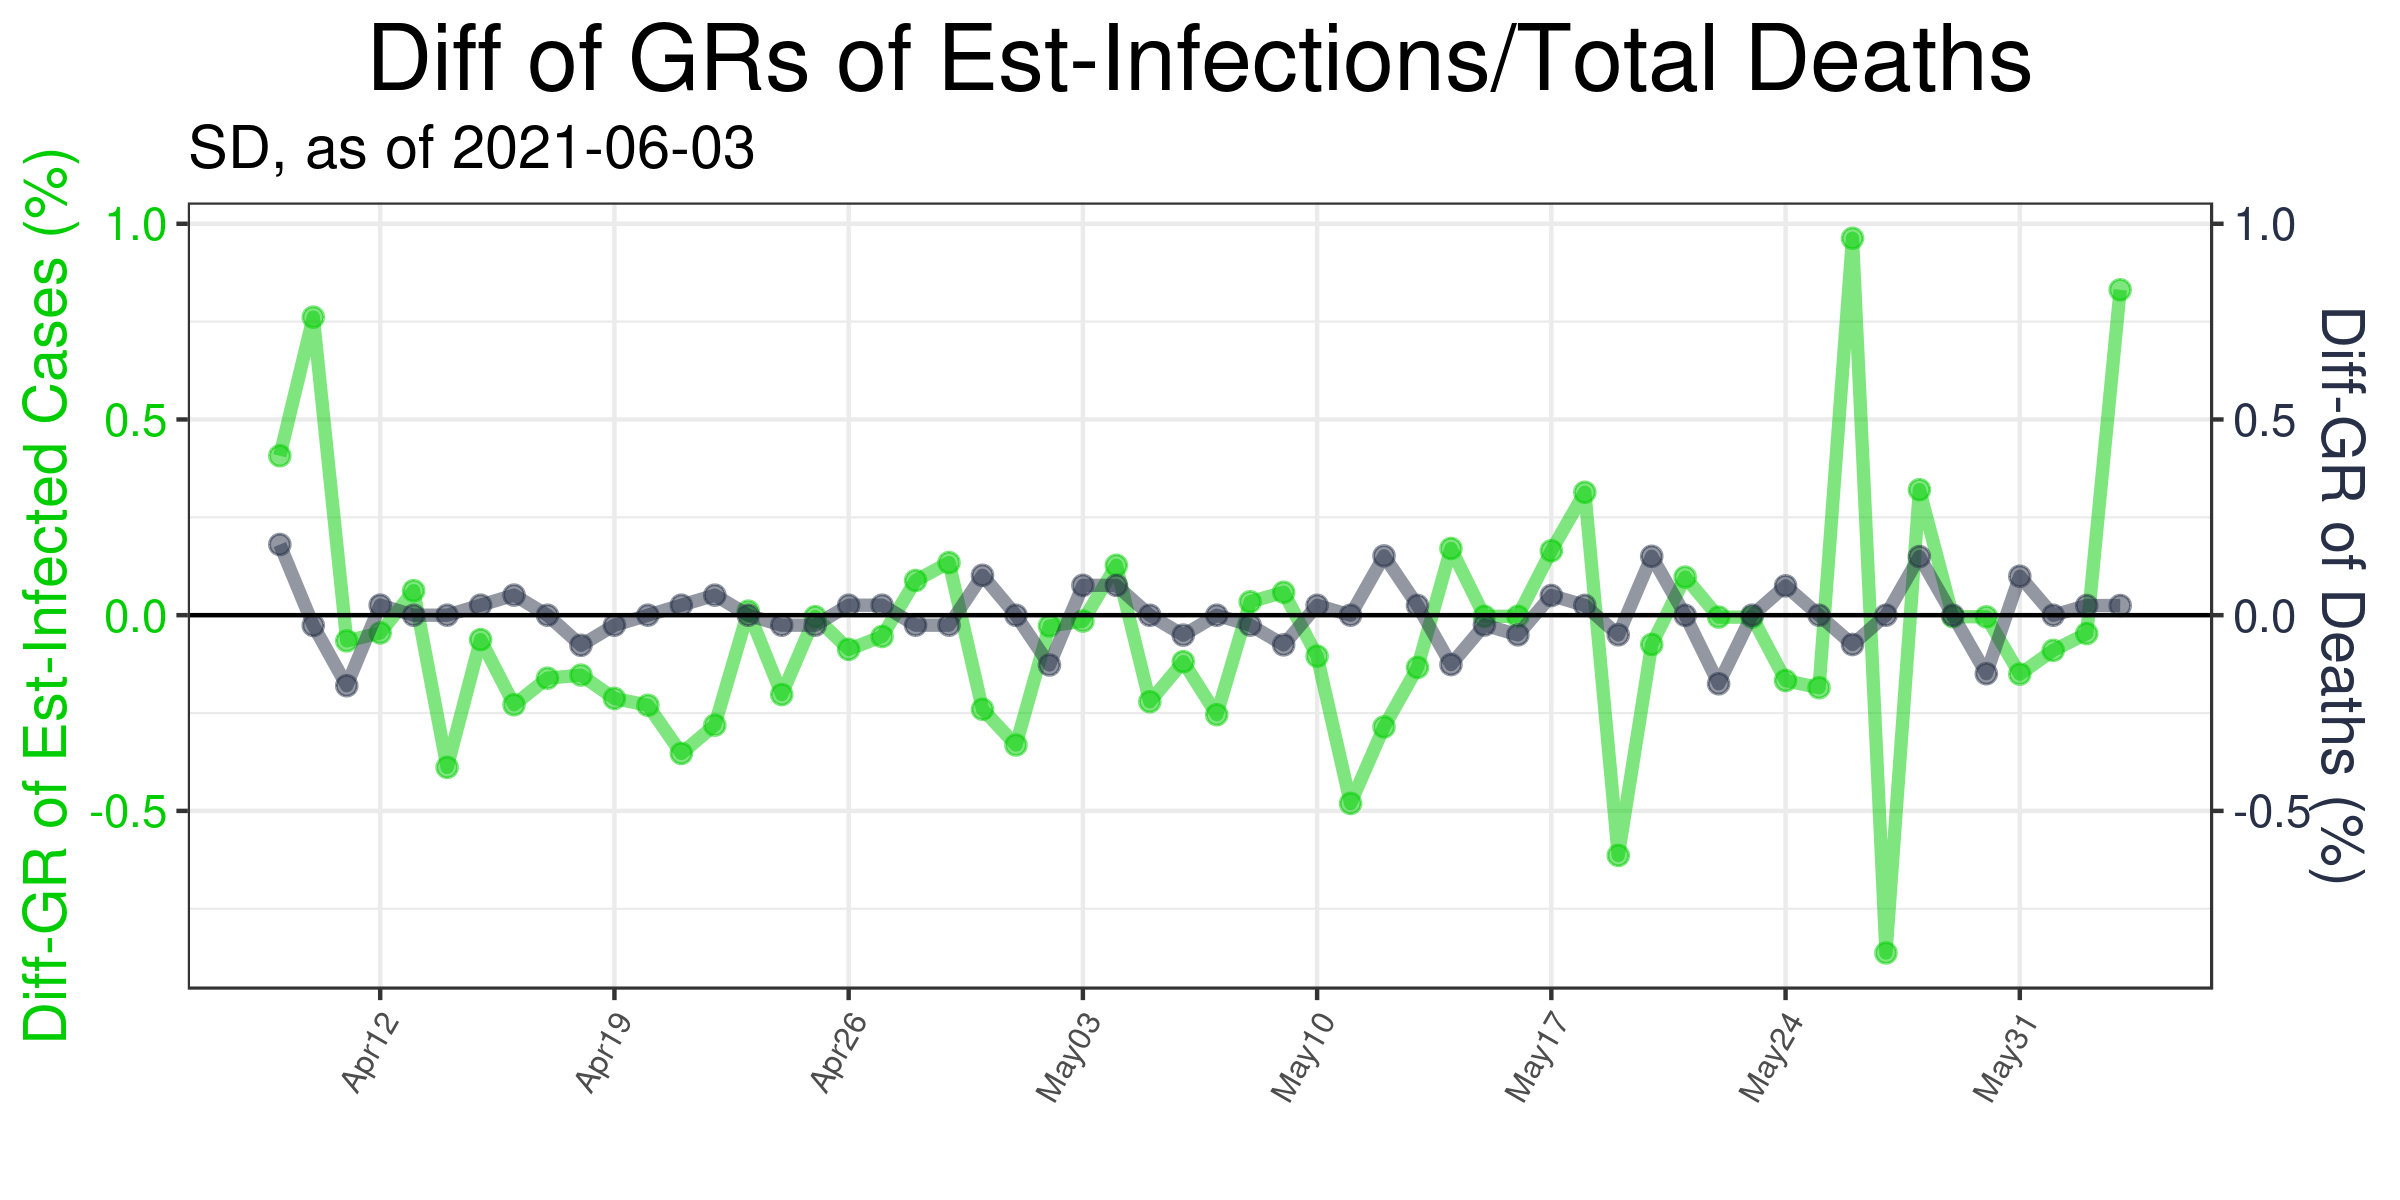 Diff of GRs of Est-Infections/Total Deaths
SD, as of 2021-06-03
Diff-GR of Est-Infected Cases (%)
1.0
0.5
0.0
-0.5
1.0
0.5
0.0
-0.5
Diff-GR of Deaths (%)
Apr12
Apr19
Apr26
May03
May10
May17
May24
May31